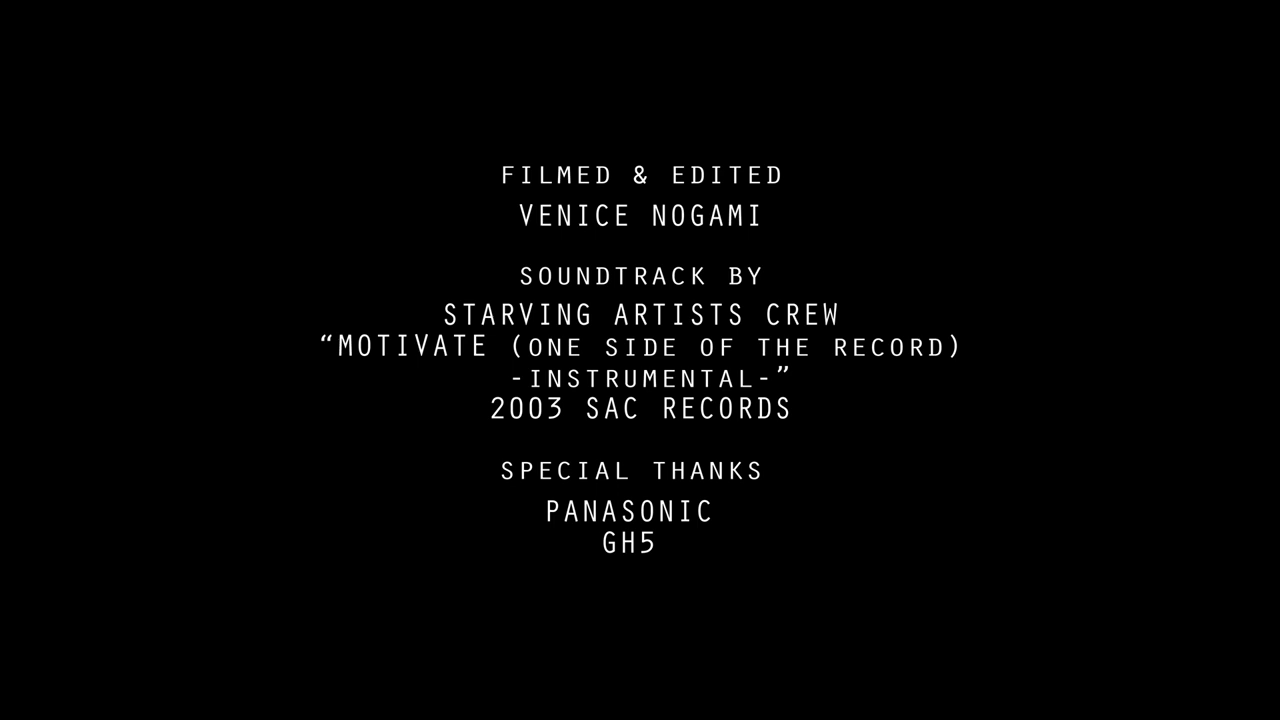 FILMED & EDITED
VENICE NOGAMI
SOUNDTRACK BY
STARVING ARTISTS CREW
“MOTIVATE (ONE SIDE OF THE RECORD)
-INSTRUMENTAL-”
2003 SAC RECORDS
SPECIAL THANKS
PANASONIC
GH5